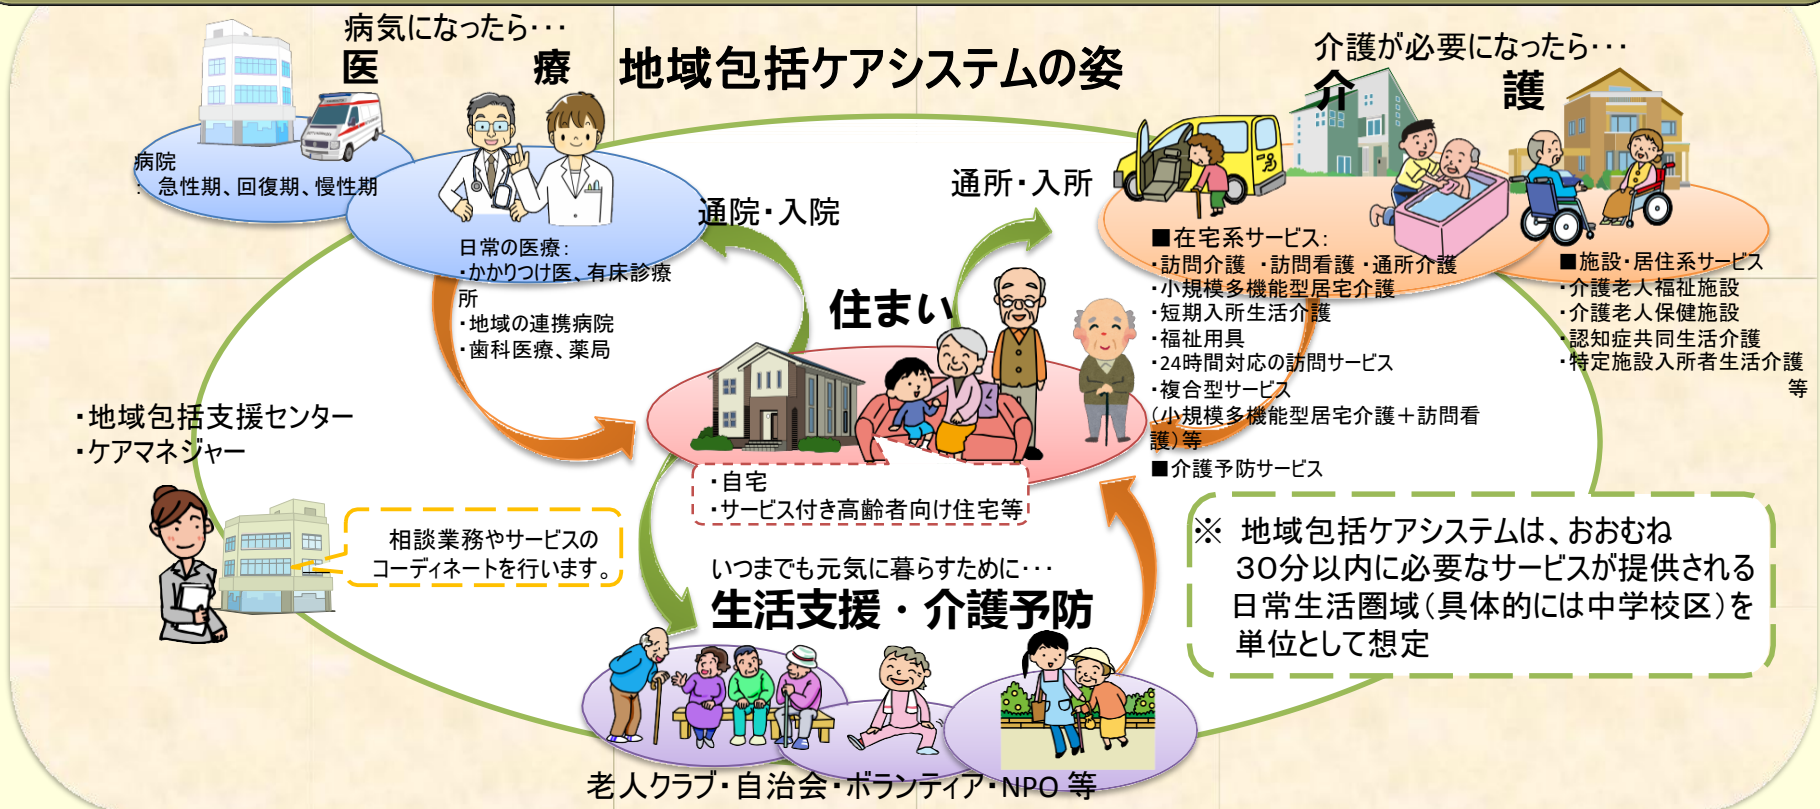 地域包括ケアシステムの姿
病気になったら･･･
医　療
病院
： 急性期、回復期、慢性期
日常の医療：
・かかりつけ医、有床診療
所
・地域の連携病院
・歯科医療、薬局
通院・入院
通所・入所
介護が必要になったら･･･
介　護
■在宅系サービス：
・訪問介護 ・訪問看護 ・通所介護
・小規模多機能型居宅介護
・短期入所生活介護
・福祉用具
・24時間対応の訪問サービス
・複合型サービス
（小規模多機能型居宅介護＋訪問看
護）等
■介護予防サービス
■施設・居住系サービス
・介護老人福祉施設
・介護老人保健施設
・認知症共同生活介護
・特定施設入所者生活介護
等
住まい
・自宅
・サービス付き高齢者向け住宅等
・地域包括支援センター
・ケアマネジャー
相談業務やサービスの
コーディネートを行います。
いつまでも元気に暮らすために･･･
生活支援・介護予防
老人クラブ・自治会・ボランティア・NPO 等
※ 地域包括ケアシステムは、おおむね
30分以内に必要なサービスが提供される
日常生活圏域（具体的には中学校区）を
単位として想定